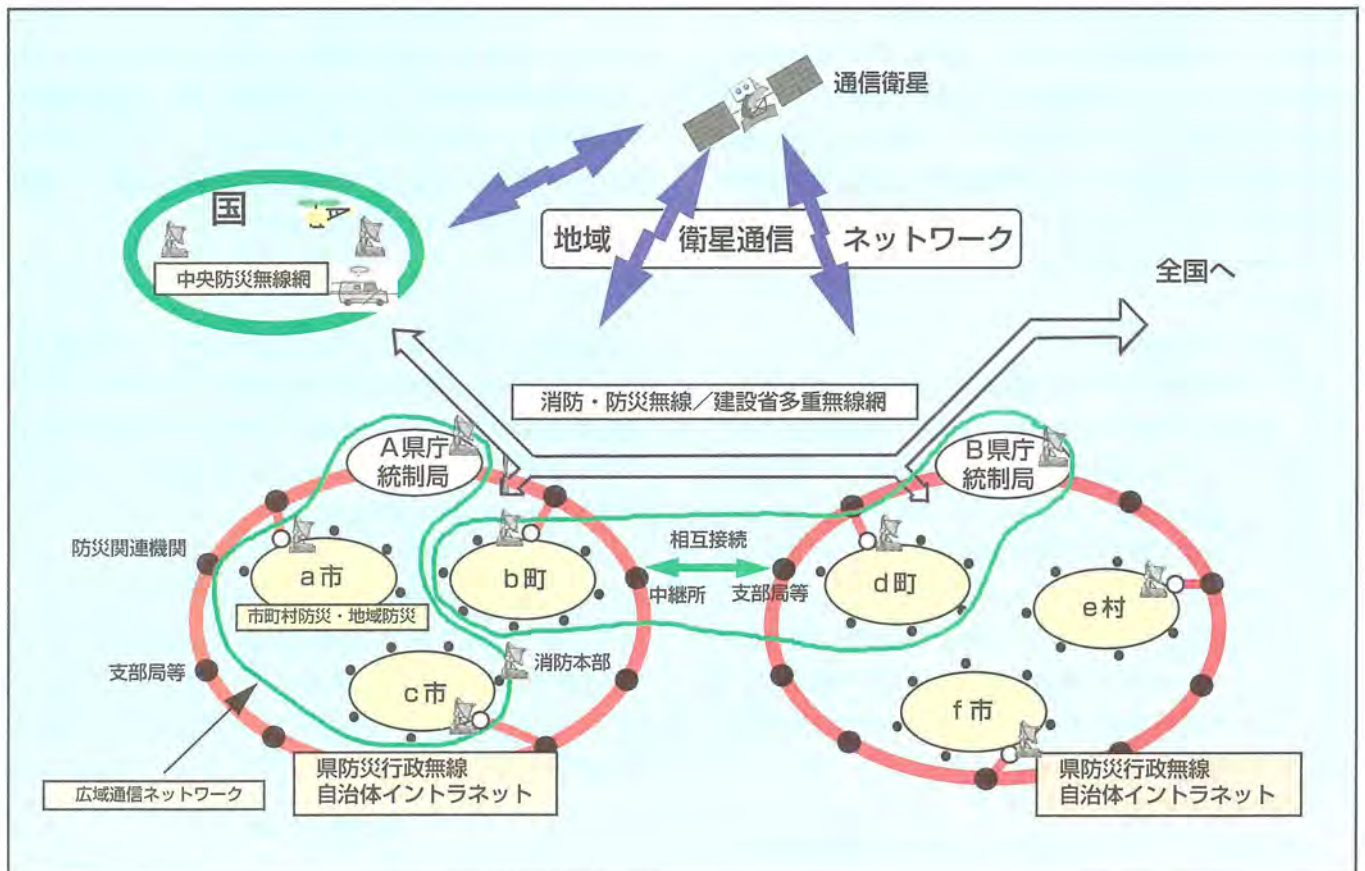 通信衛星
国
地域 衛星通信 ネットワーク
中央防災無線網
全国へ
消防・防災無線／建設省多重無線網
A県庁
統制局
B県庁
統制局
防災関連機関
a市
b町
相互接続
中継所
支部局等
d町
e村
市町村防災・地域防災
支部局等
c市
消防本部
f市
広域通信ネットワーク
県防災行政無線
自治体イントラネット
県防災行政無線
自治体イントラネット